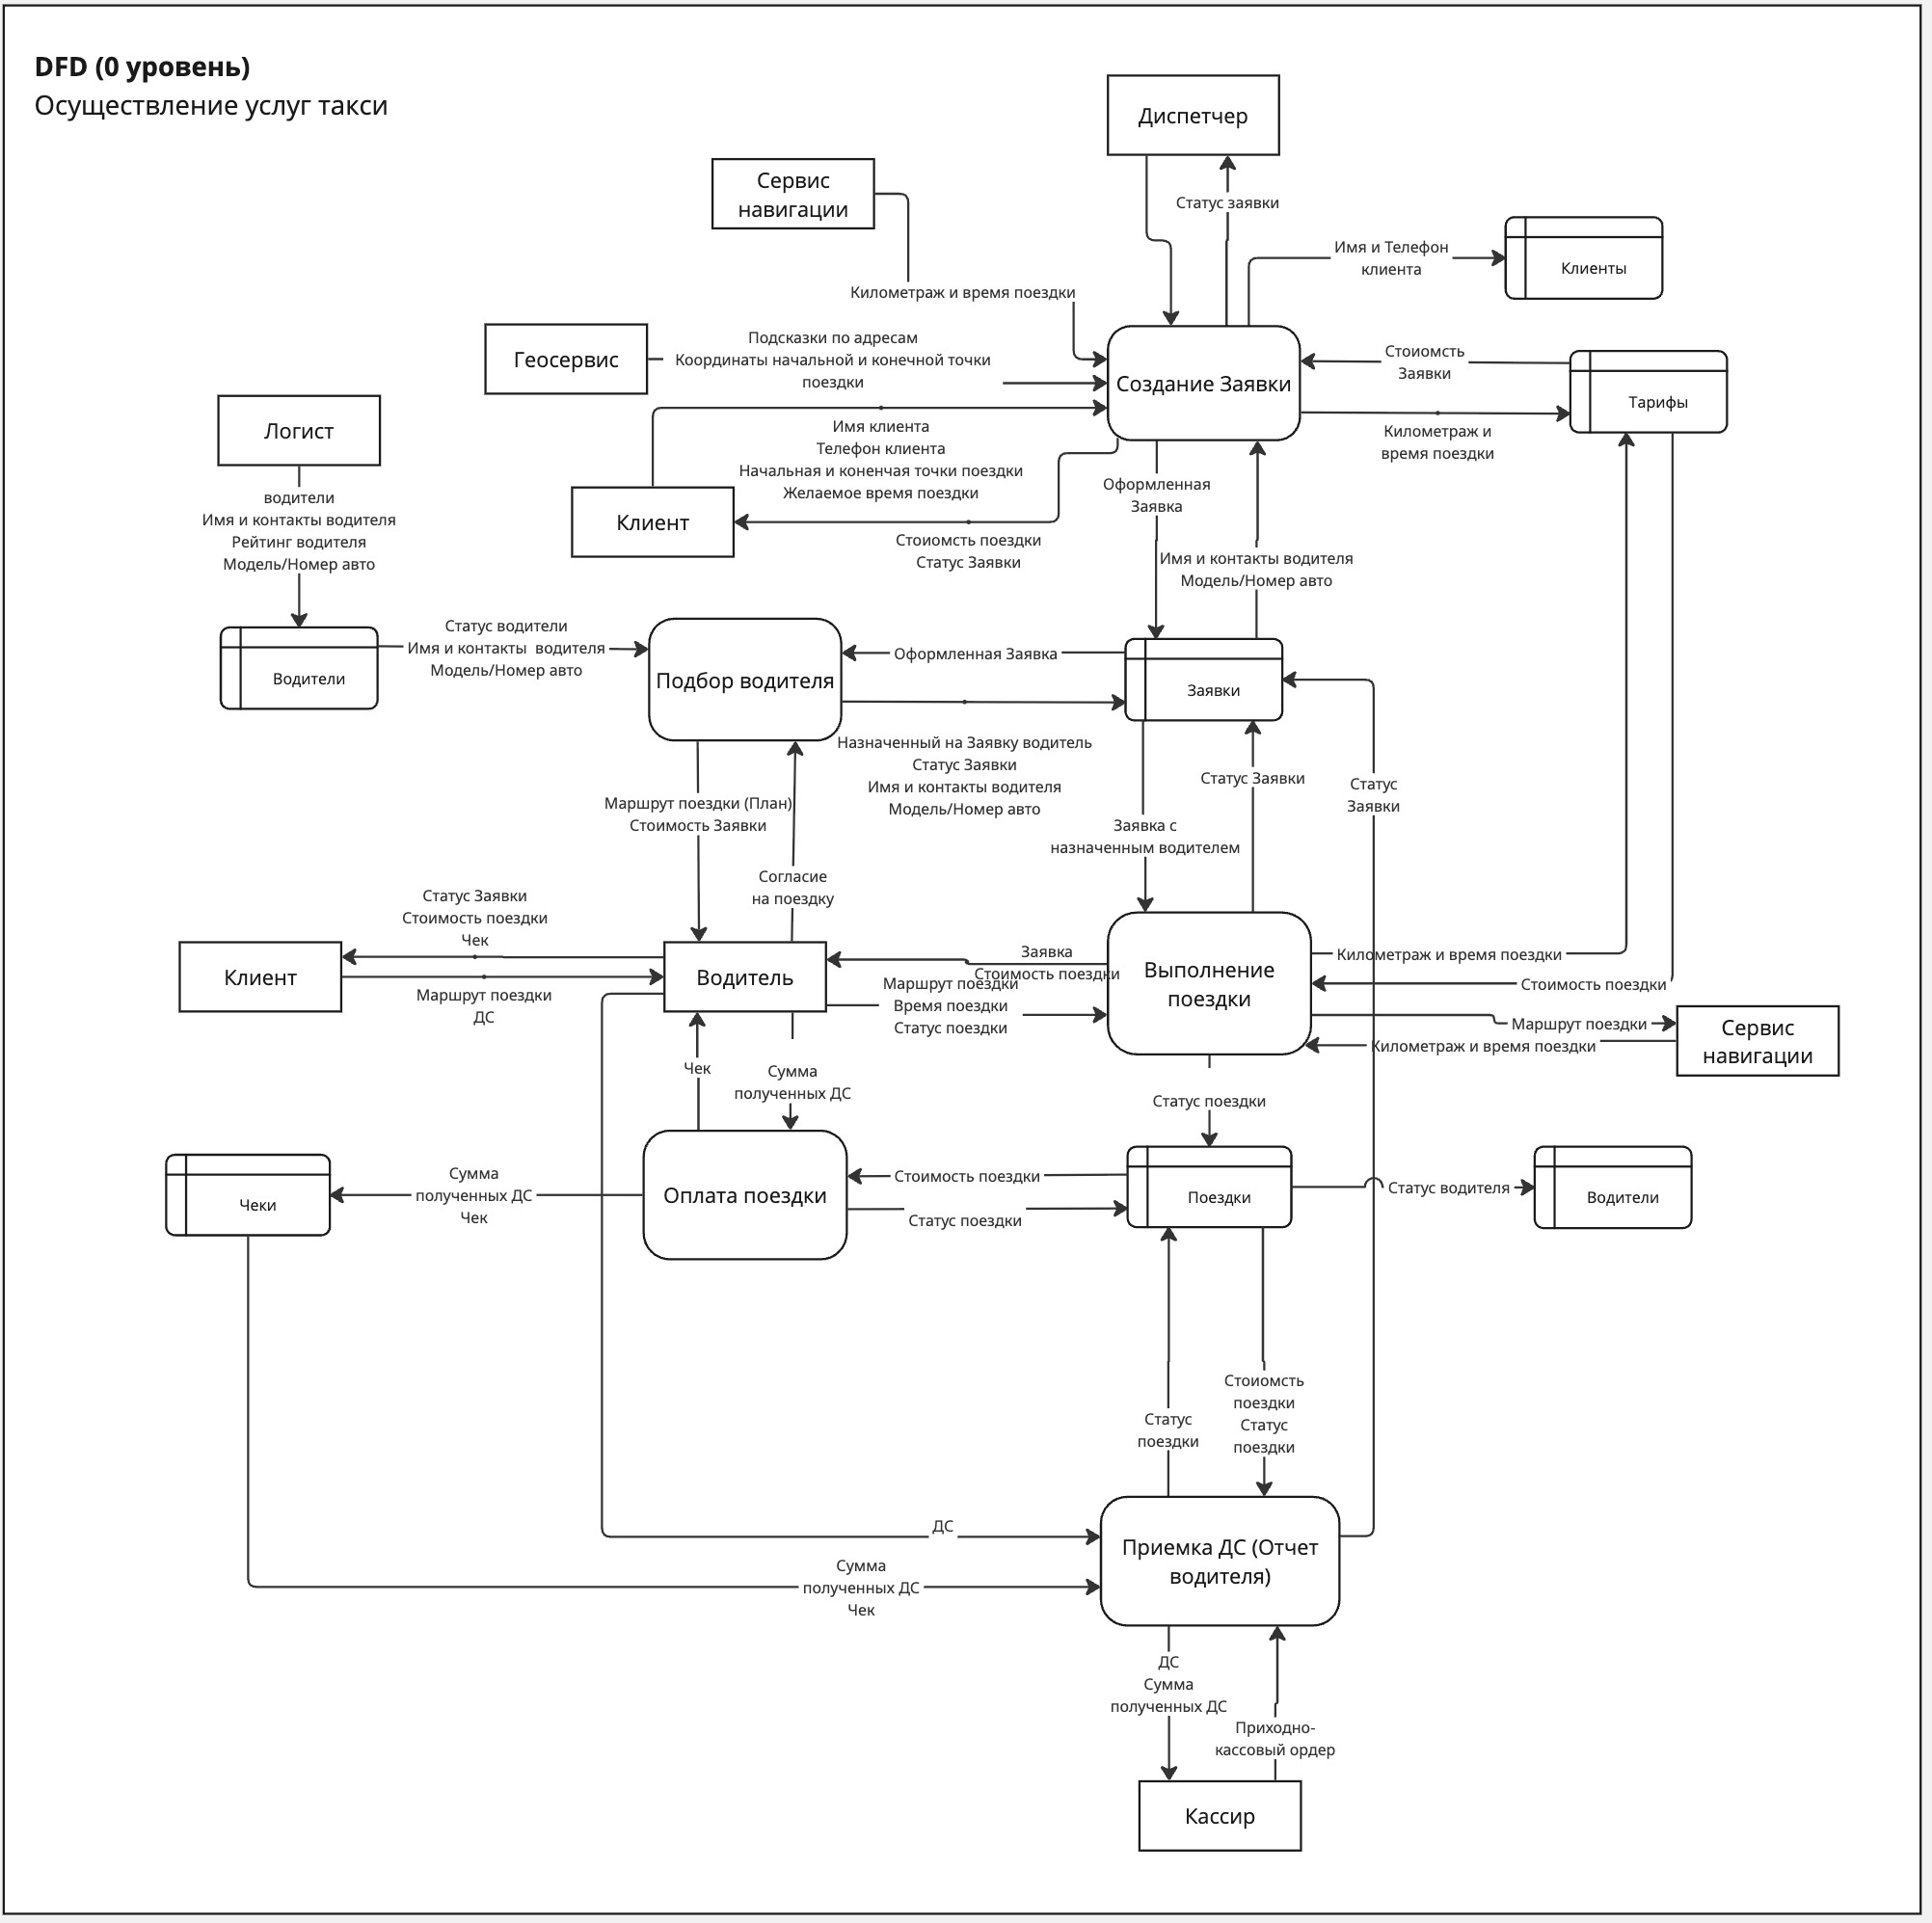 DFD (0 уровень)
Осуществление услуг такси
Диспетчер
Сервис
навигации
Статус заявки
Имя и Телефон
клиента
Клиенты
Километраж и время поездки
Геосервис
Подсказки по адресам
Координаты начальной и конечной точки
поездки
Создание Заявки
Стоиомсть
Заявки
Тарифы
Логист
Имя клиента
Телефон клиента
Начальная и коненчая точки поездки
Желаемое время поездки
Километраж и
время поездки
Клиент
Оформленная
Заявка
водители
Имя и контакты водителя
Рейтинг водителя
Модель/Номер авто
Стоиомсть поездки
Статус Заявки
Имя и контакты водителя
Модель/Номер авто
Статус водители
Имя и контакты  водителя
Модель/Номер авто
Водители
Подбор водителя
Оформленная Заявка
Заявки
Назначенный на Заявку водитель
Статус Заявки
Имя и контакты водителя
Модель/Номер авто
Статус Заявки
Статус
Заявки
Маршрут поездки (План)
Стоимость Заявки
Заявка с
назначенным водителем
Согласие
на поездку
Статус Заявки
Стоимость поездки
Чек
Клиент
Водитель
Маршрут поездки
ДС
Заявка
Стоимость поездки
Маршрут поездки
Время поездки
Статус поездки
Выполнение
поездки
Километраж и время поездки
Стоимость поездки
Маршрут поездки
Километраж и время поездки
Сервис
навигации
Чек
Сумма
полученных ДС
Статус поездки
Чеки
Сумма
полученных ДС
Чек
Оплата поездки
Стоимость поездки
Статус поездки
Поездки
Статус водителя
Водители
Статус
поездки
Стоиомсть
поездки
Статус
поездки
ДС
Сумма
полученных ДС
Чек
Приемка ДС (Отчет
водителя)
ДС
Сумма
полученных ДС
Приходно-
кассовый ордер
Кассир